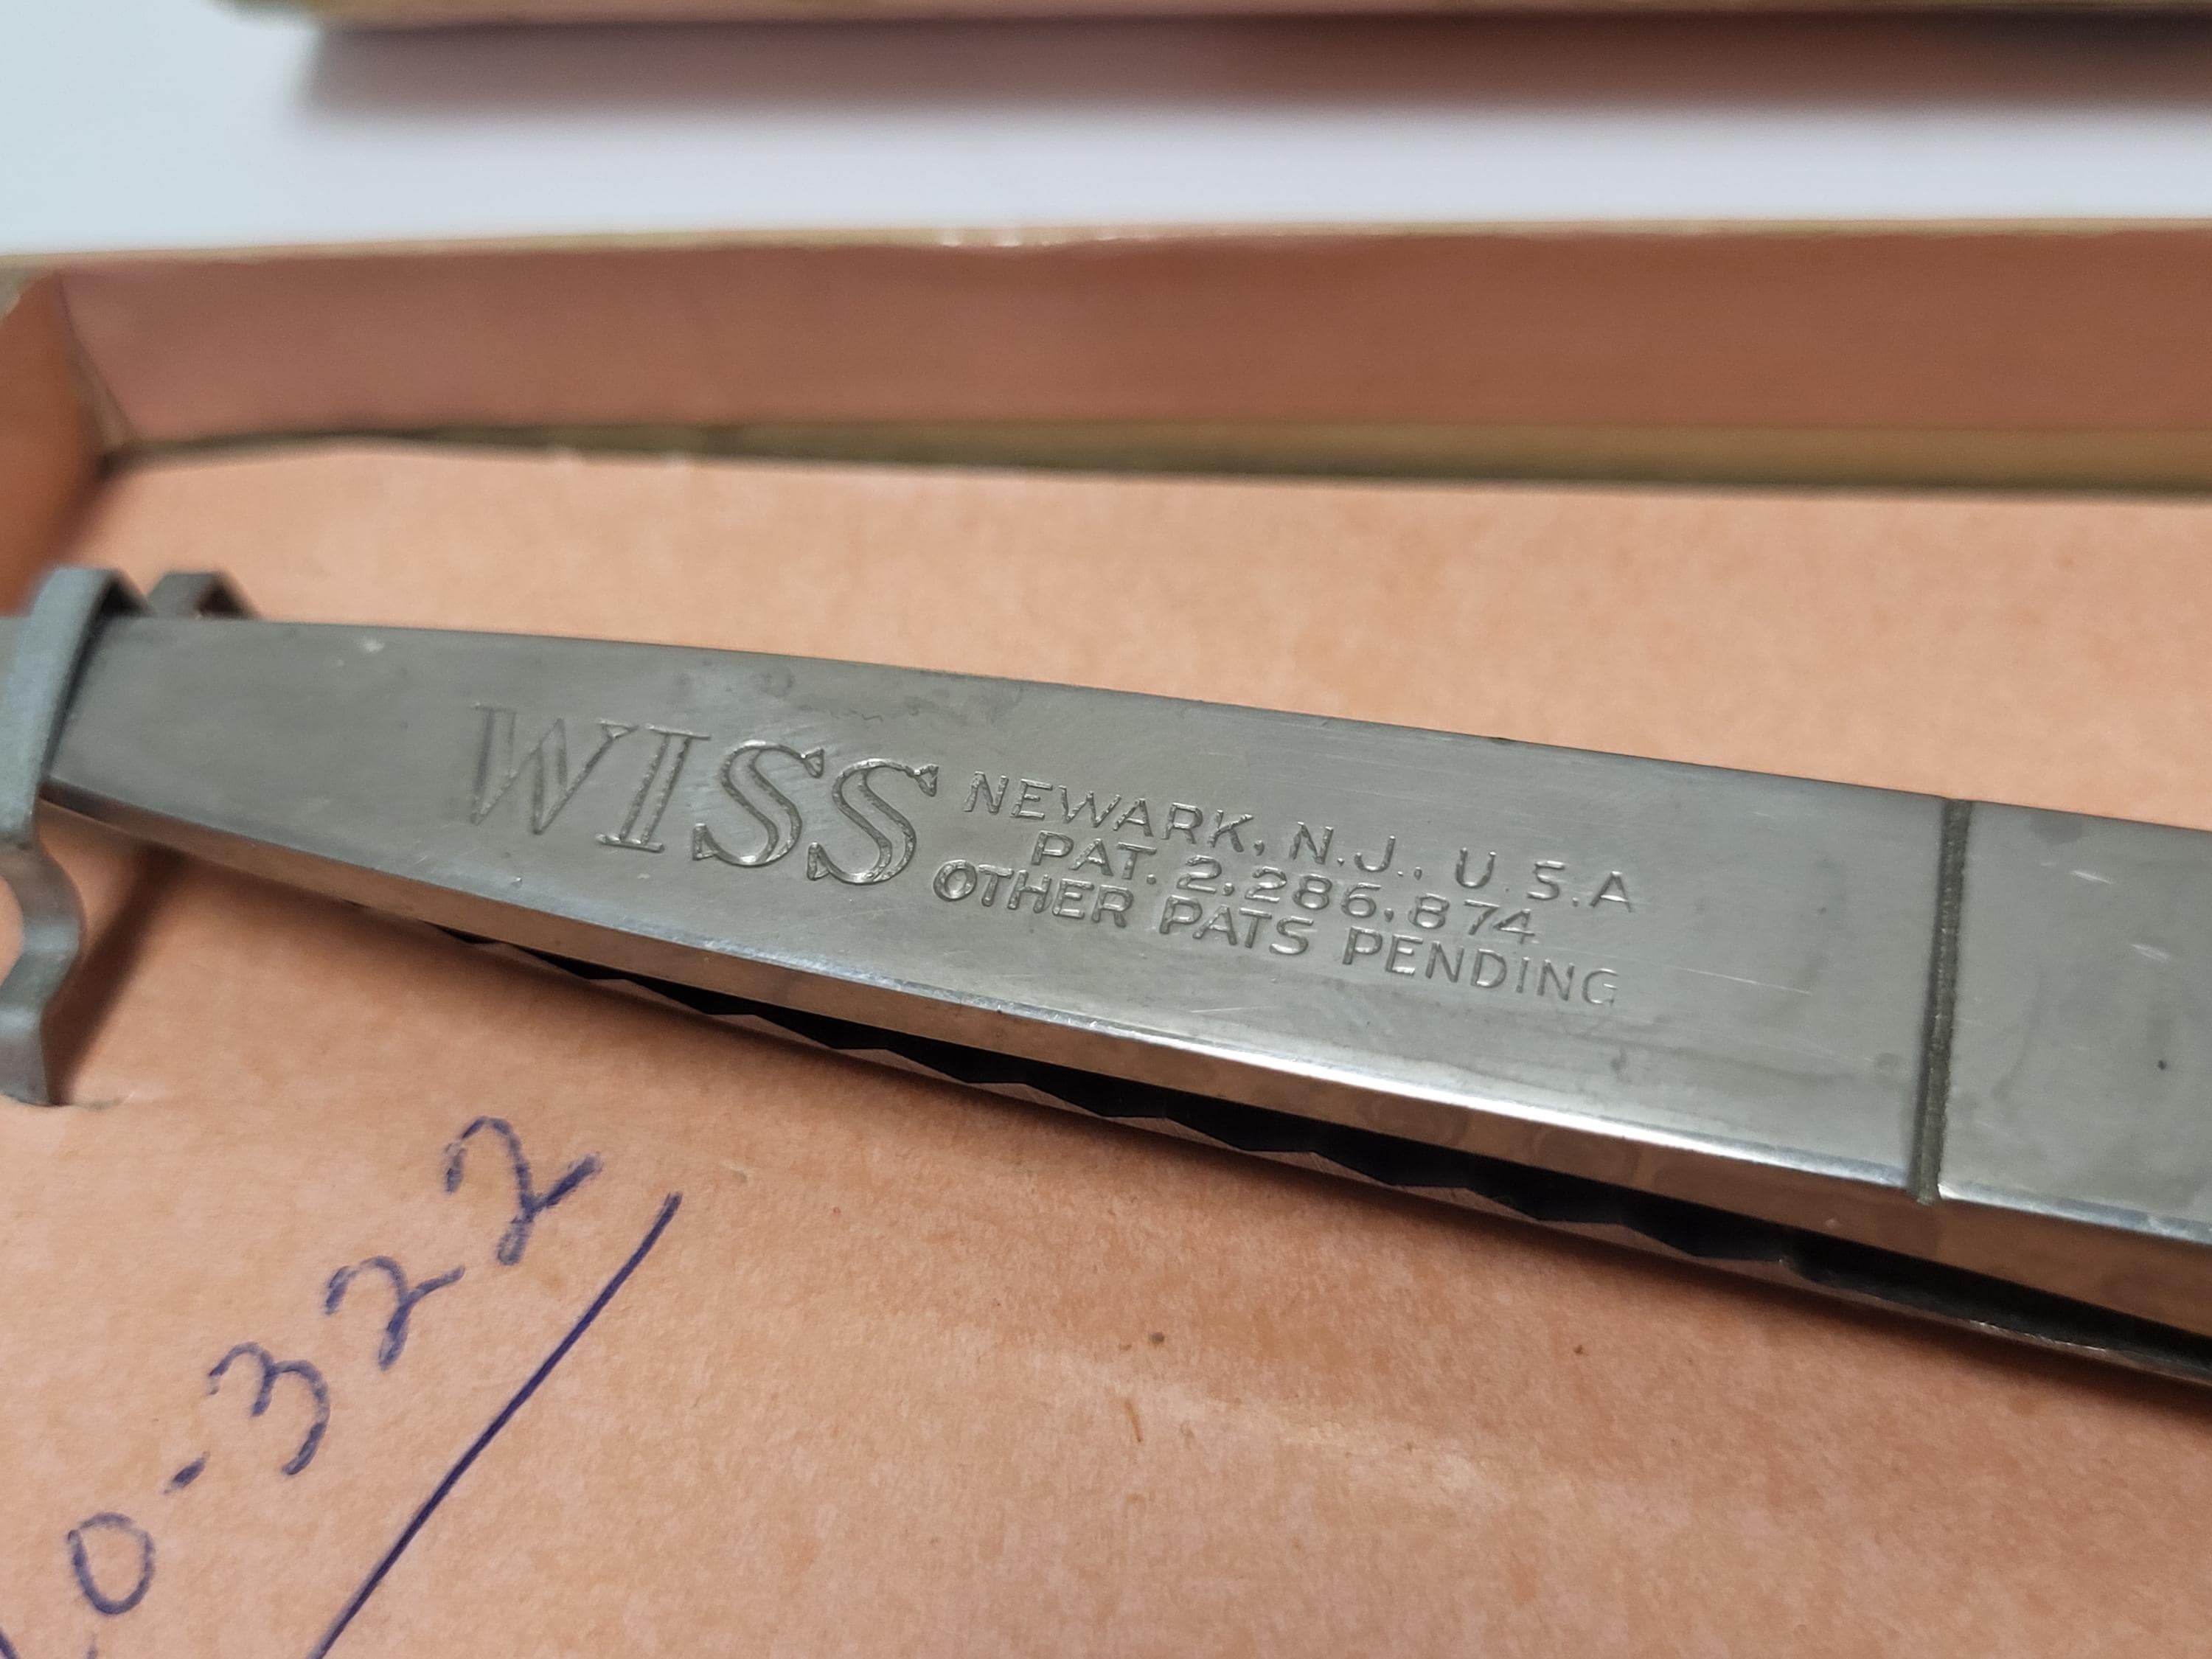 WISS
NEWARK, N.J., U.S.A
PAT. 2,286,874
OTHER PATS PENDING
0-322